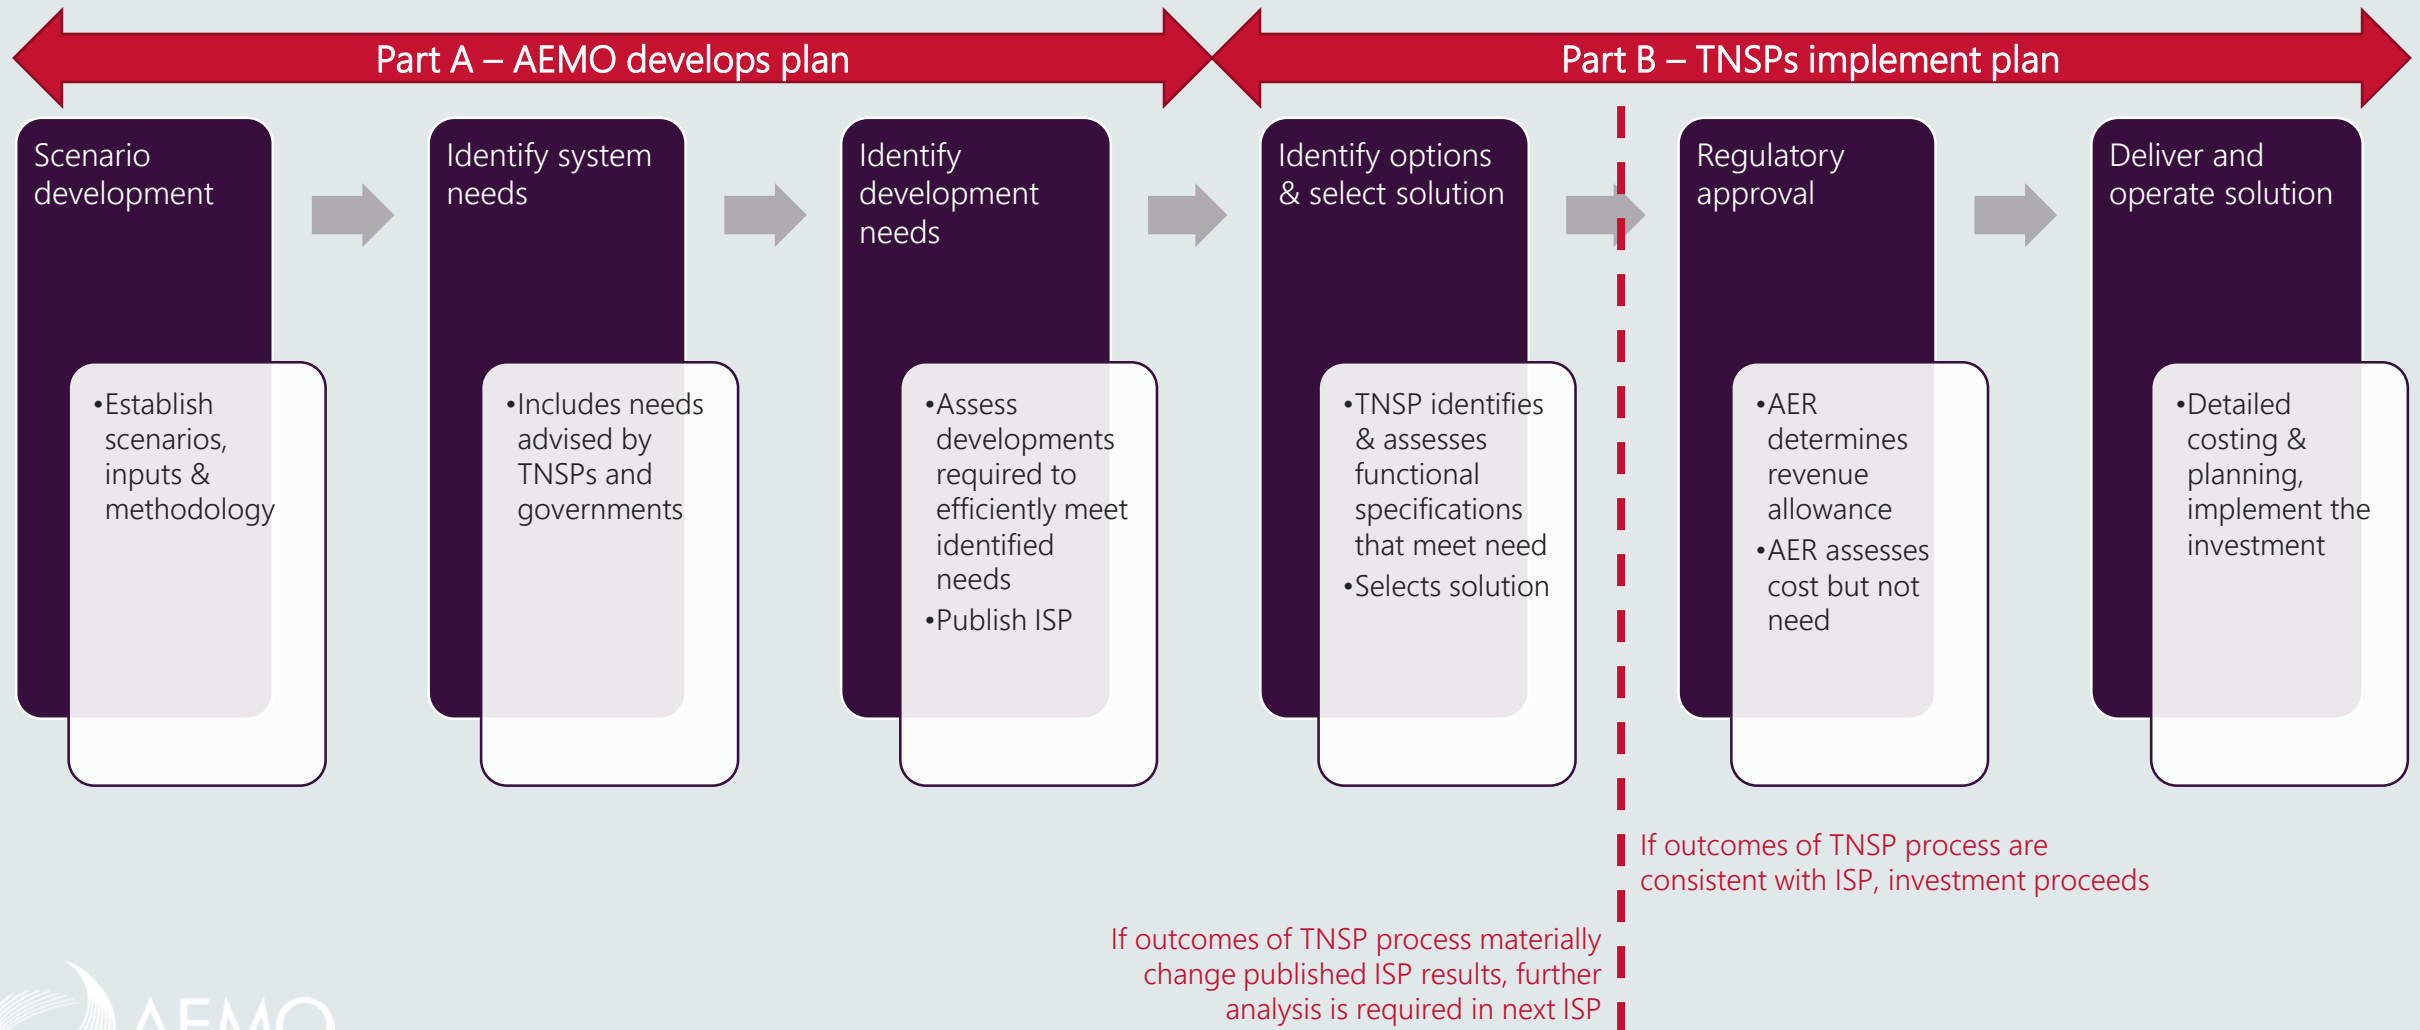 Part A – AEMO develops plan
Part B – TNSPs implement plan
Scenario
development
•Establish
scenarios,
inputs &
methodology
Identify system
needs
•Includes needs
advised by
TNSPs and
governments
Identify
development
needs
•Assess
developments
required to
efficiently meet
identified
needs
•Publish ISP
Identify options
& select solution
•TNSP identifies
& assesses
functional
specifications
that meet need
•Selects solution
Regulatory
approval
•AER
determines
revenue
allowance
•AER assesses
cost but not
need
Deliver and
operate solution
•Detailed
costing &
planning,
implement the
investment
If outcomes of TNSP process are
consistent with ISP, investment proceeds
If outcomes of TNSP process materially
change published ISP results, further
analysis is required in next ISP
AEMO